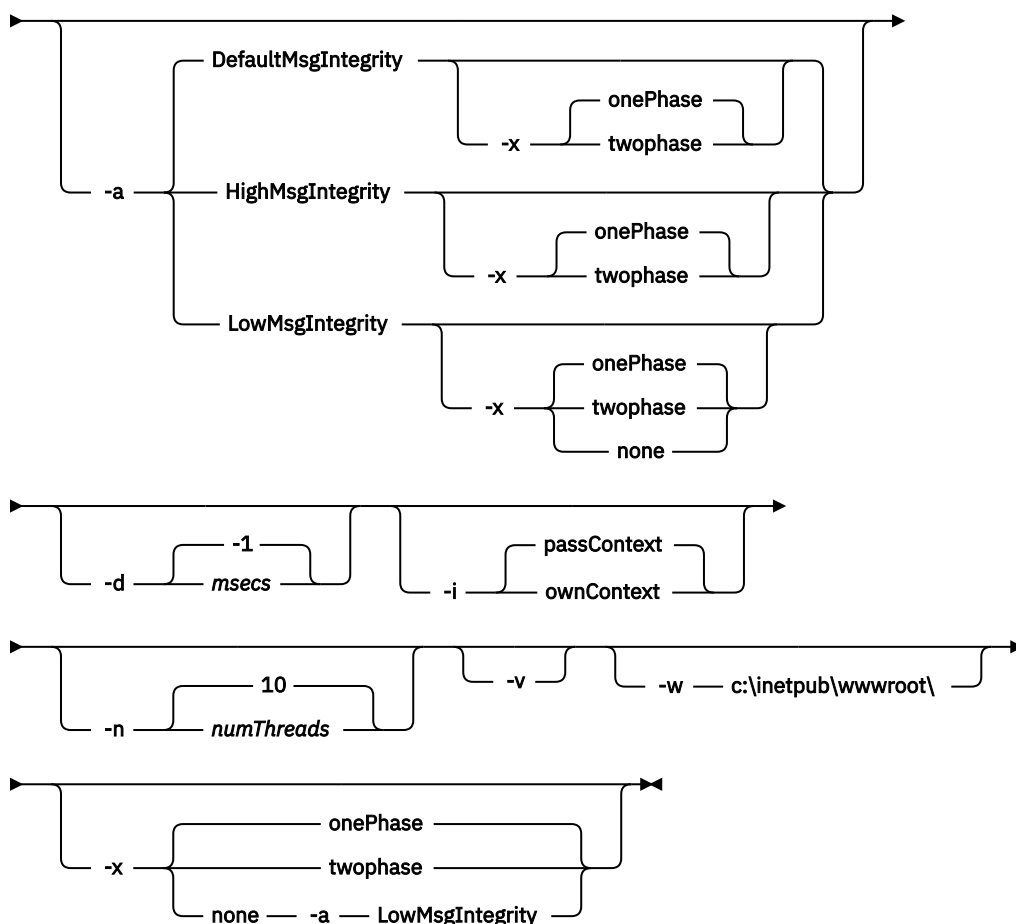 DefaultMsgIntegrity
onePhase
-x twophase
-a HighMsgIntegrity
onePhase
-x twophase
LowMsgIntegrity
onePhase
-x twophase
none
-1 passContext
-d msecs
-i ownContext
10 -v -w c:\inetpub\wwwroot\
-n numThreads
onePhase
-x twophase
none -a LowMsgIntegrity